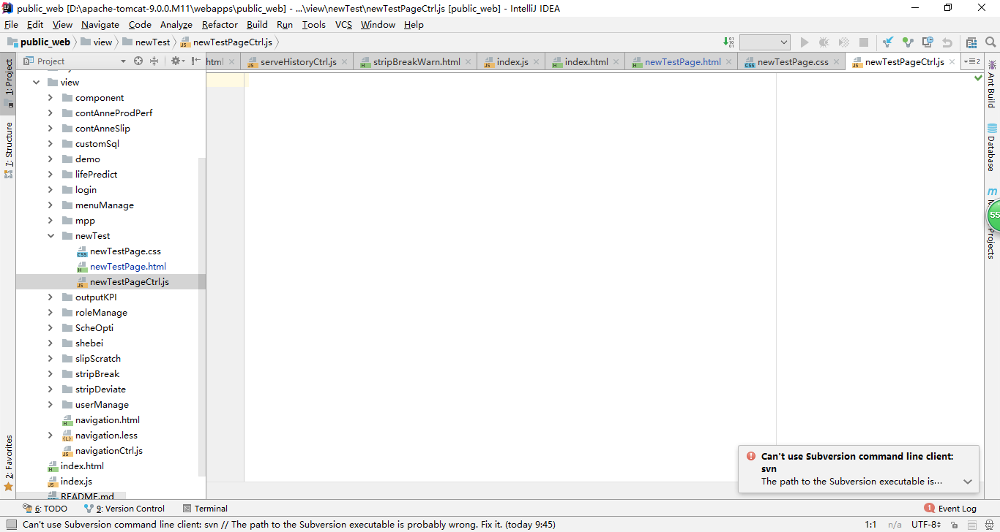 public_web [D:\apache-tomcat-9.0.0.M11\webapps\public_web] - ...\view\newTest\newTestPageCtrl.js [public_web] - IntelliJ IDEA
File Edit View Navigate Code Analyze Refactor Build Run Tools VCS Window Help
public_web view newTest newTestPageCtrl.js
Project
html serveHistoryCtrl.js stripBreakWarn.html index.js index.html newTestPage.html newTestPage.css newTestPageCtrl.js 2
1: Project
7: Structure
2: Favorites
view
component
contAnneProdPerf
contAnneSlip
customSql
demo
lifePredict
login
menuManage
mpp
newTest
newTestPage.css
newTestPage.html
newTestPageCtrl.js
outputKPI
roleManage
ScheOpti
shebei
slipScratch
stripBreak
stripDeviate
userManage
navigation.html
navigation.less
navigationCtrl.js
index.html
index.js
README.md
Ant Build
Database
m
55
Projects
Can't use Subversion command line client:
svn
The path to the Subversion executable is...
6: TODO 9: Version Control Terminal 1 Event Log
Can't use Subversion command line client: svn // The path to the Subversion executable is probably wrong. Fix it. (today 9:45) 1:1 n/a UTF-8